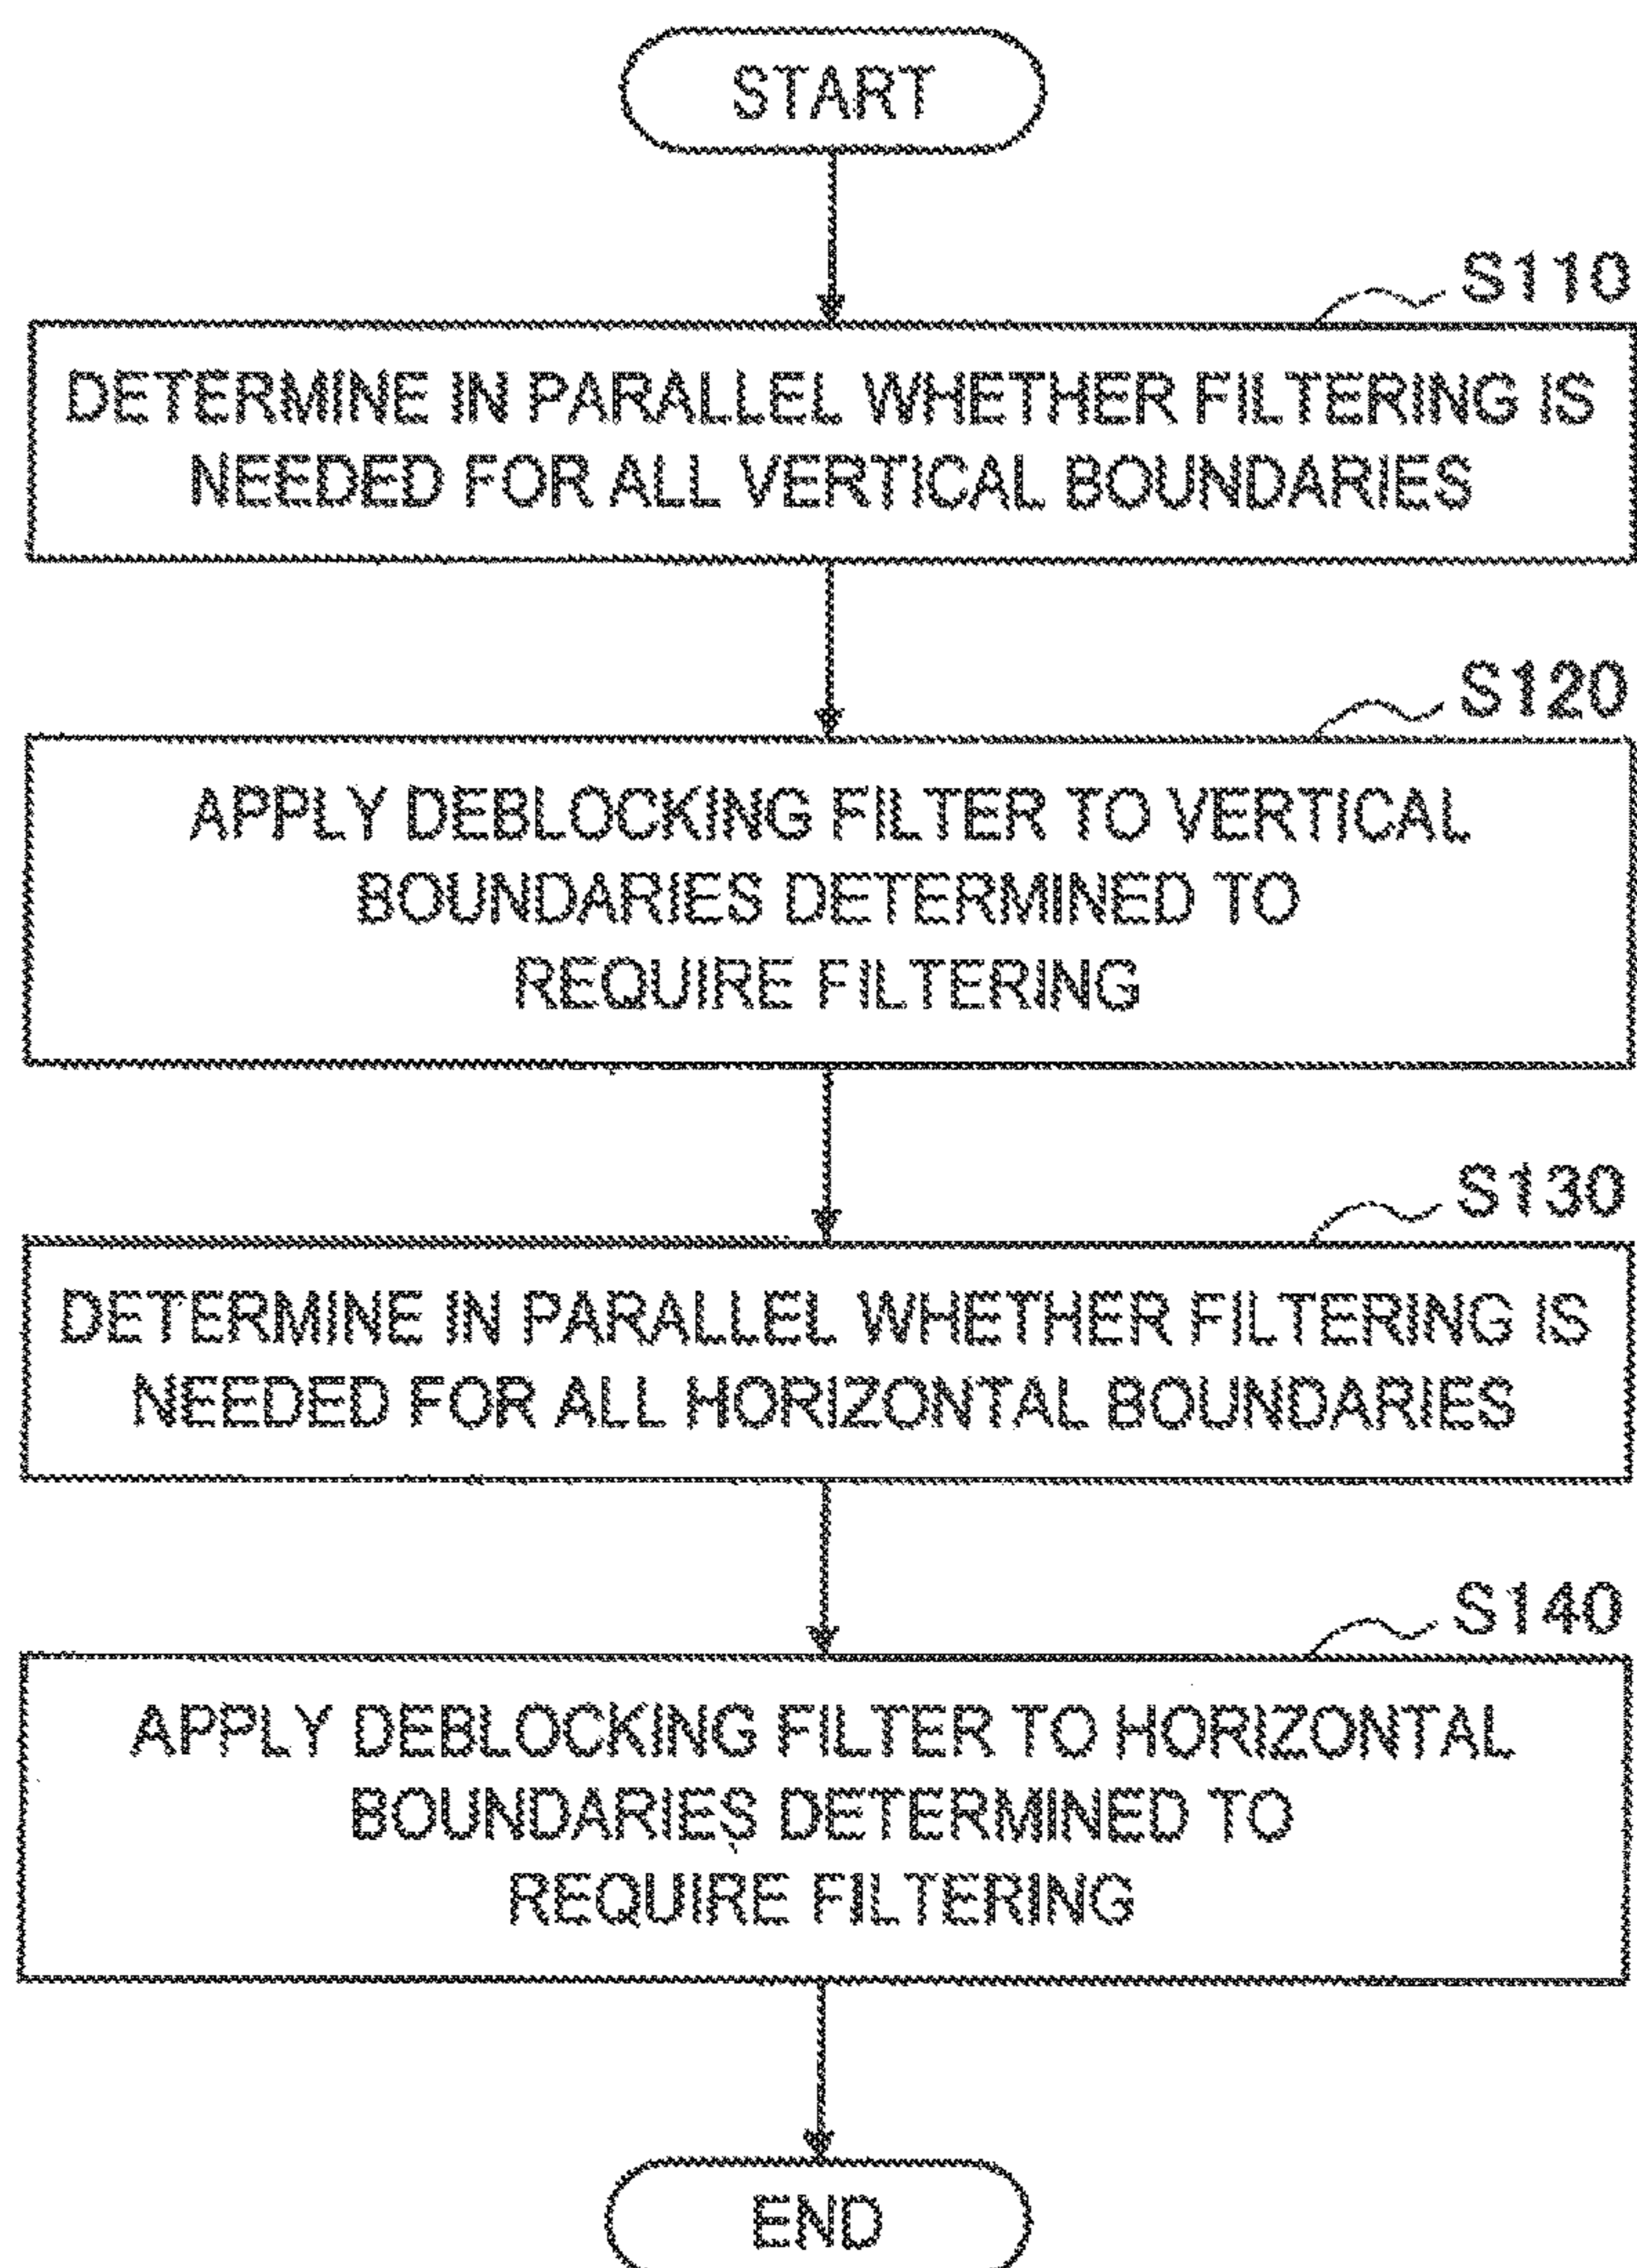 START
S110
DETERMINE IN PARALLEL WHETHER FILTERING IS
NEEDED FOR ALL VERTICAL BOUNDARIES
S120
APPLY DEBLOCKING FILTER TO VERTICAL
BOUNDARIES DETERMINED TO
REQUIRE FILTERING
S130
DETERMINE IN PARALLEL WHETHER FILTERING IS
NEEDED FOR ALL HORIZONTAL BOUNDARIES
S140
APPLY DEBLOCKING FILTER TO HORIZONTAL
BOUNDARIES DETERMINED TO
REQUIRE FILTERING
END